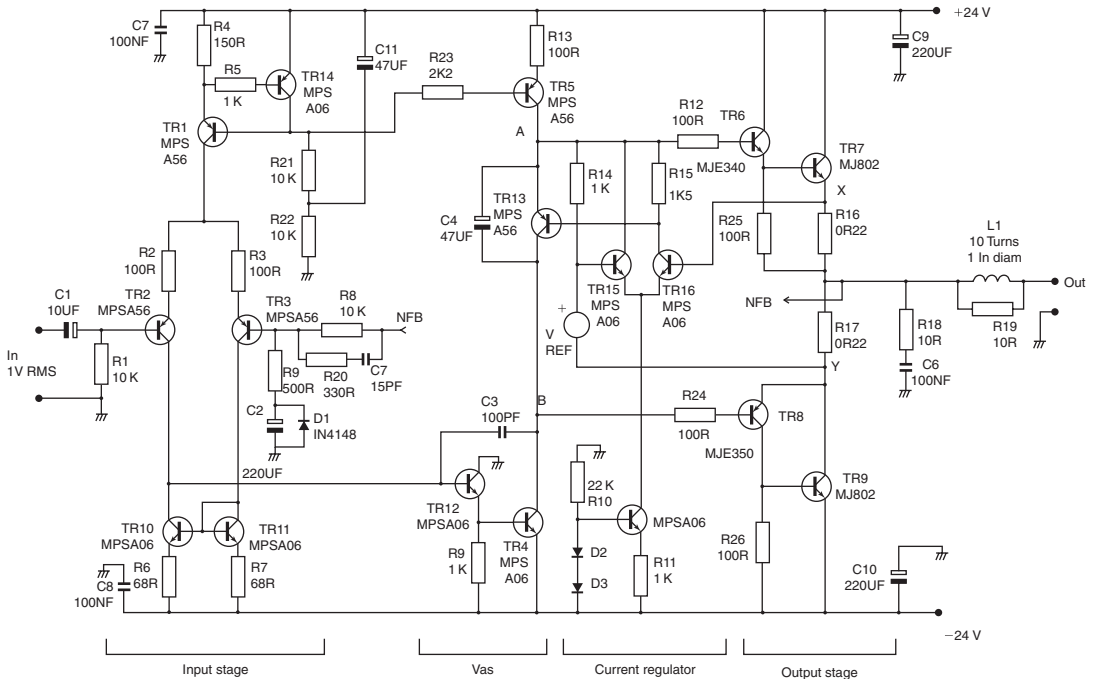 +24 V
C7
100NF
R4
150R
R5
1 K
TR14
MPS
A06
C11
47UF
R23
2K2
R13
100R
TR5
MPS
A56
C9
220UF
TR1
MPS
A56
A
R12
100R
TR6
MJE340
TR7
MJ802
X
R21
10 K
R22
10 K
R14
1 K
R15
1K5
TR13
MPS
A56
C4
47UF
R25
100R
R16
0R22
L1
10 Turns
1 In diam
Out
R2
100R
R3
100R
TR15
MPS
A06
TR16
MPS
A06
C1
10UF
TR2
MPSA56
TR3
MPSA56
R8
10 K
NFB
NFB
In
1V RMS
R1
10 K
R9
500R
R20
330R
C7
15PF
+
V
REF
R17
0R22
Y
R18
10R
C6
100NF
R19
10R
C2
220UF
D1
IN4148
C3
100PF
B
R24
100R
TR8
MJE350
TR9
MJ802
TR12
MPSA06
22 K
R10
MPSA06
TR10
MPSA06
TR11
MPSA06
R9
1 K
TR4
MPS
A06
D2
D3
R11
1 K
R26
100R
R6
68R
R7
68R
C8
100NF
C10
220UF
−24 V
Input stage
Vas
Current regulator
Output stage